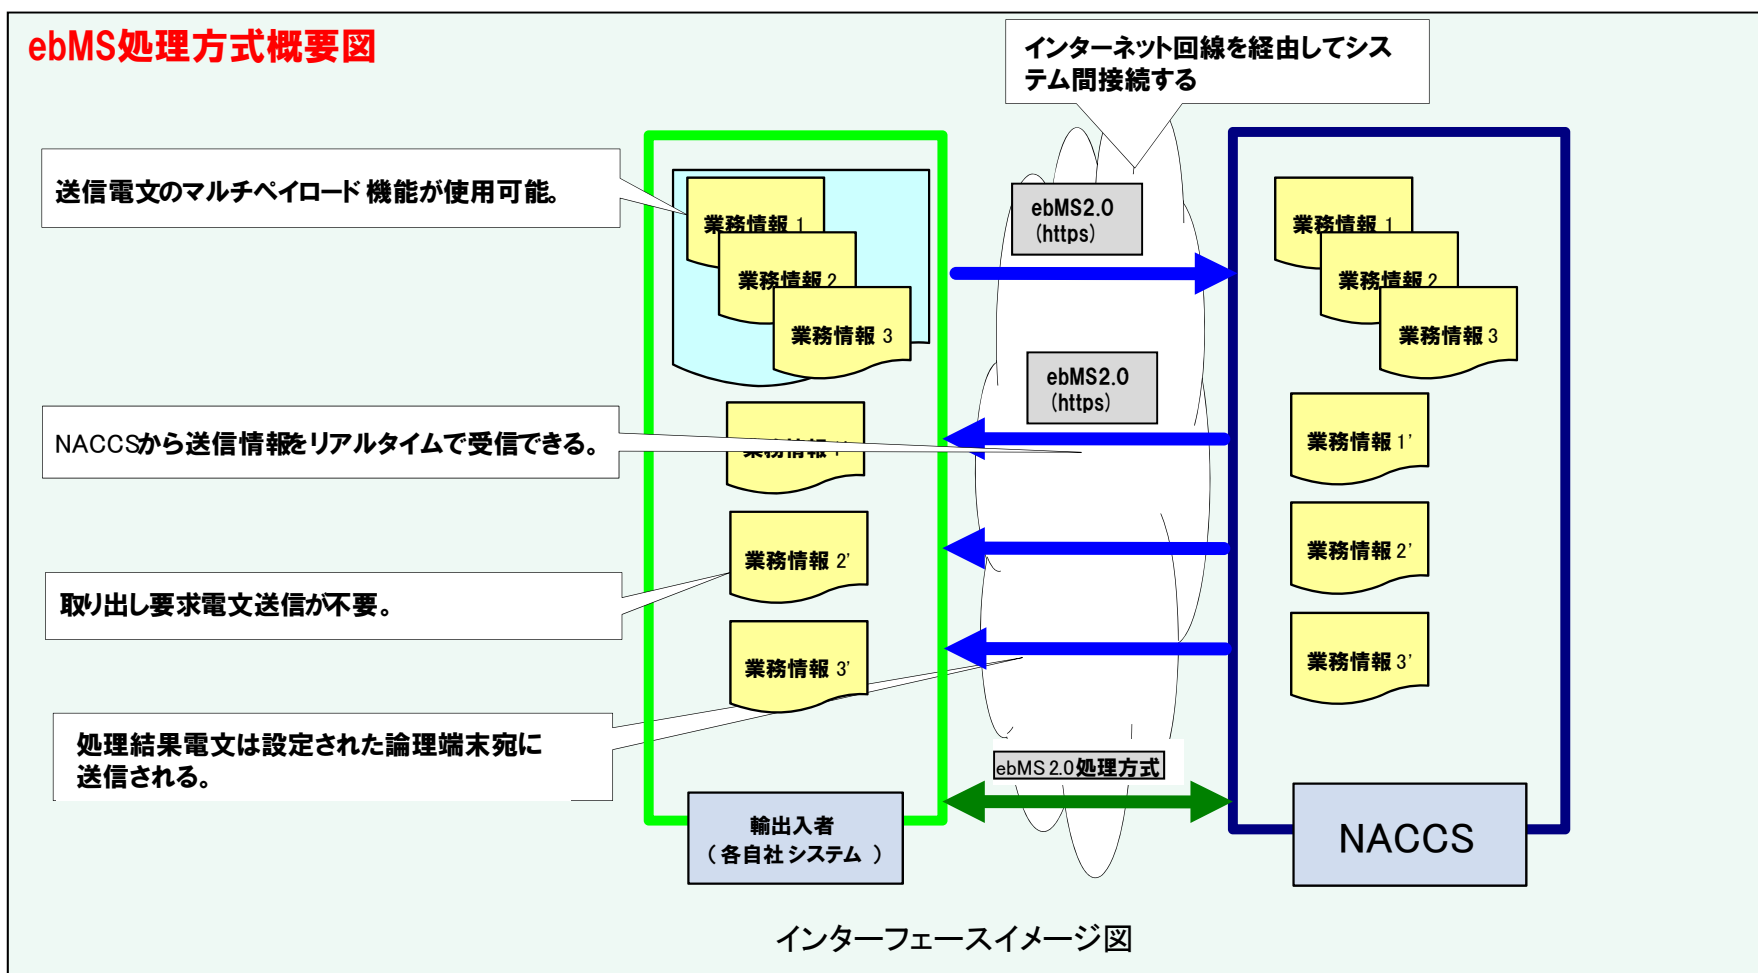 ebMS処理方式概要図
インターネット回線を経由してシス
テム間接続する
送信電文のマルチペイロード機能が使用可能。
業務情報 1
業務情報 2
業務情報 3
ebMS2.0
(https)
業務情報 1
業務情報 2
業務情報 3
ebMS2.0
(https)
NACCSから送信情報をリアルタイムで受信できる。
業務情報 1'
業務情報 1'
取り出し要求電文送信が不要。
業務情報 2'
業務情報 2'
業務情報 3'
業務情報 3'
処理結果電文は設定された論理端末宛に
送信される。
ebMS 2.0処理方式
輸出入者
(各自社システム )
NACCS
インターフェースイメージ図